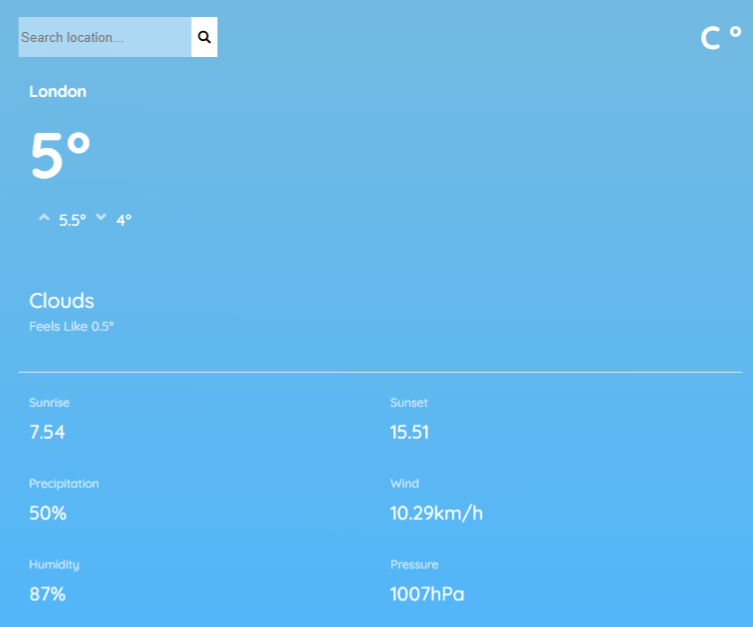 Search location...
C °
London
5°
5.5° 4°
Clouds
Feels Like 0.5°
Sunrise Sunset
7.54 15.51
Precipitation Wind
50% 10.29km/h
Humidity Pressure
87% 1007hPa